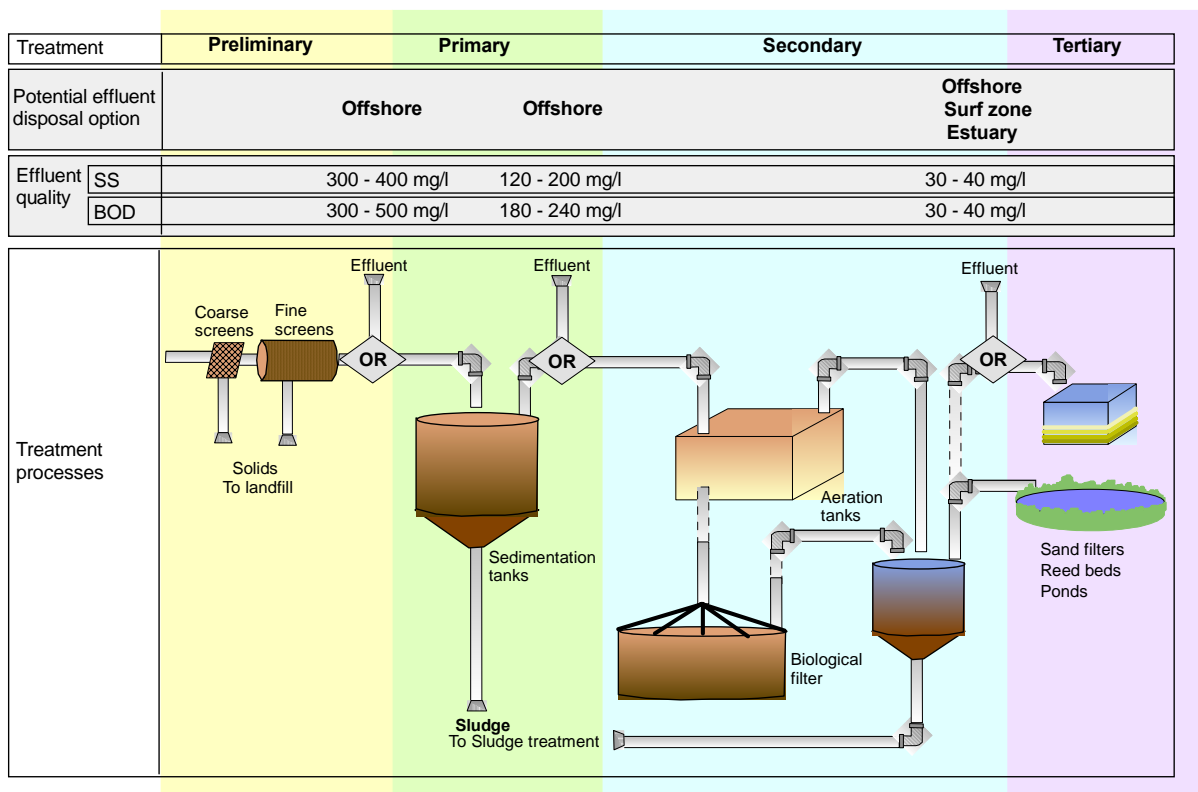 Treatment
Preliminary
Primary
Secondary
Tertiary
Potential effluent
disposal option
Offshore
Offshore
Offshore
Surf zone
Estuary
Effluent
quality
SS
300 - 400 mg/l
120 - 200 mg/l
30 - 40 mg/l
BOD
300 - 500 mg/l
180 - 240 mg/l
30 - 40 mg/l
Treatment
processes
Effluent
Effluent
Effluent
Coarse
screens
Fine
screens
OR
OR
OR
Solids
To landfill
Sedimentation
tanks
Aeration
tanks
Biological
filter
Sand filters
Reed beds
Ponds
Sludge
To Sludge treatment